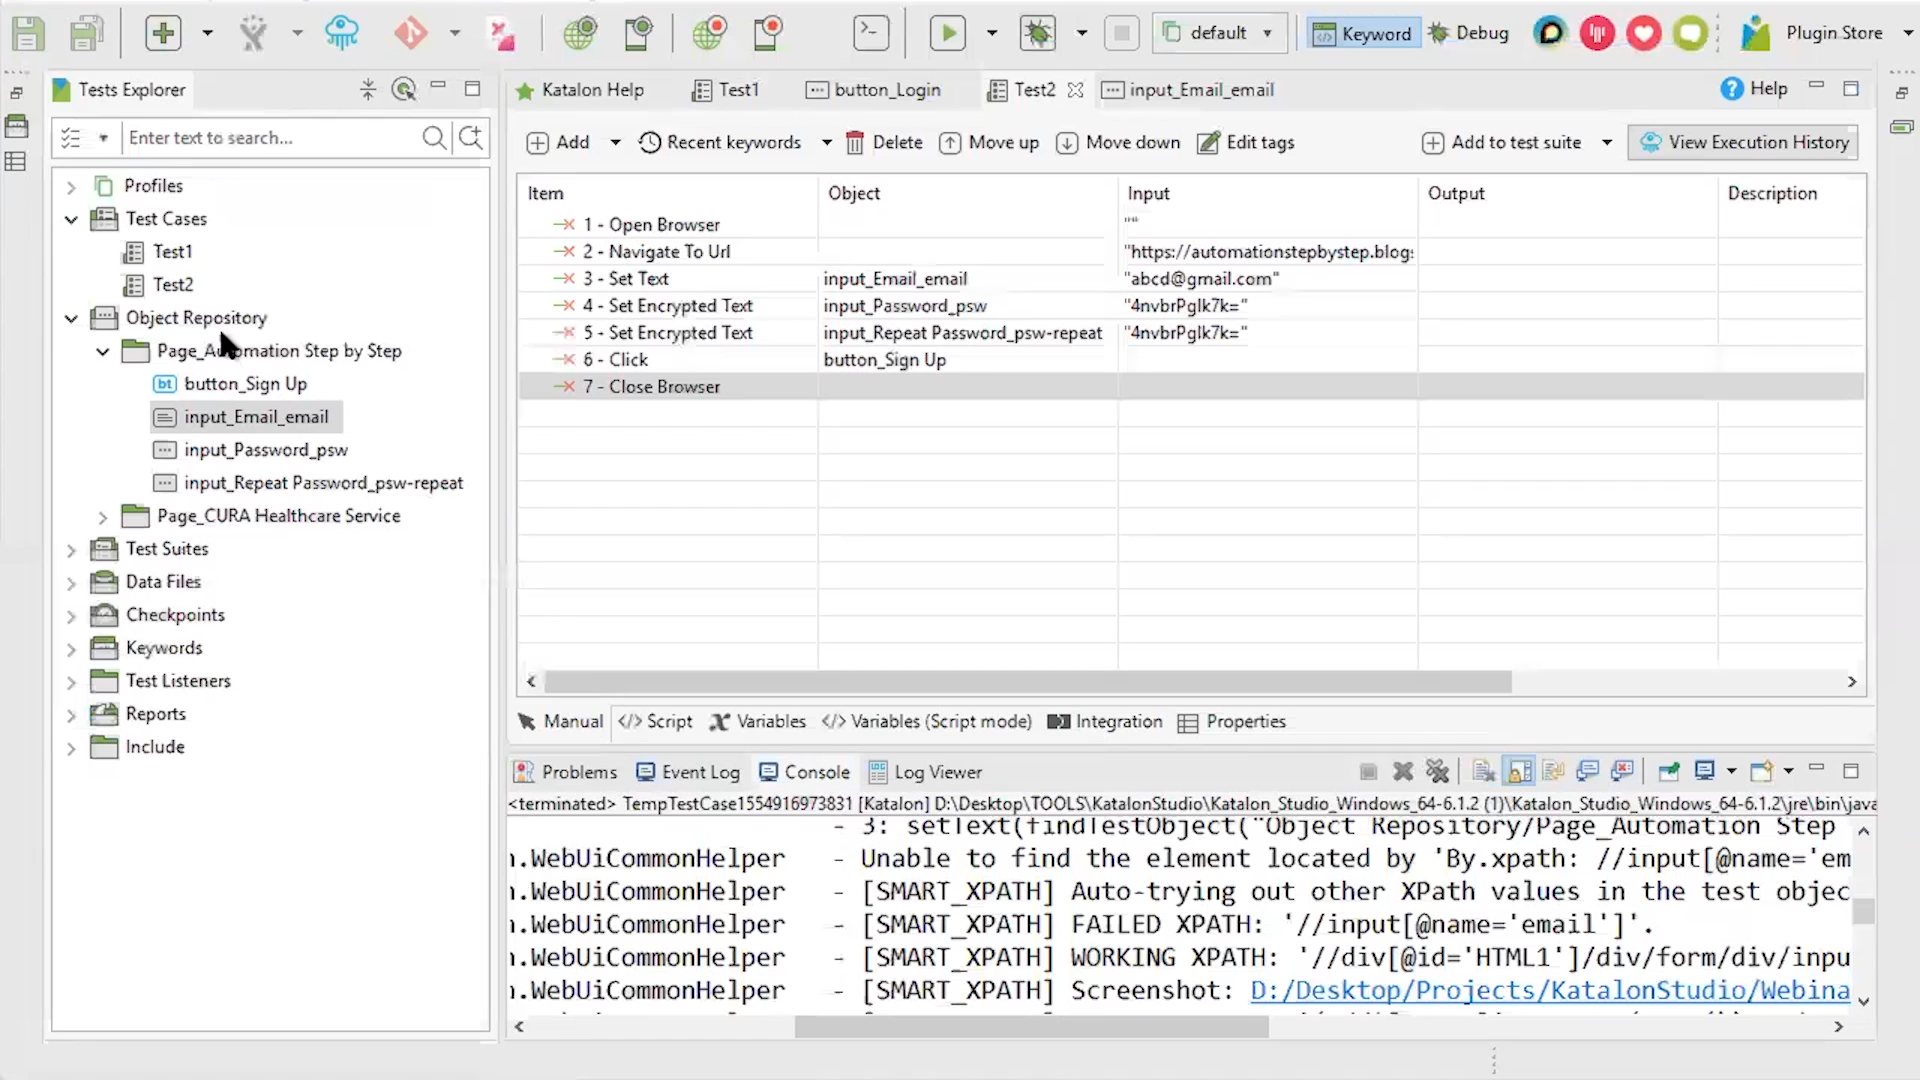 default
Keyword
Debug
Plugin Store
Tests Explorer
Katalon Help
Test1
button_Login
Test2
input_Email_email
Help
Enter text to search...
Add
Recent keywords
Delete
Move up
Move down
Edit tags
Add to test suite
View Execution History
Profiles
Test Cases
Test1
Test2
Object Repository
Page_Automation Step by Step
bt button_Sign Up
input_Email_email
input_Password_psw
input_Repeat Password_psw-repeat
Page_CURA Healthcare Service
Test Suites
Data Files
Checkpoints
Keywords
Test Listeners
Reports
Include
Item Object Input Output Description
1 - Open Browser ""
2 - Navigate To Url "https://automationstepbystep.blog
3 - Set Text input_Email_email "abcd@gmail.com"
4 - Set Encrypted Text input_Password_psw "4nvbrPglk7k="
5 - Set Encrypted Text input_Repeat Password_psw-repeat "4nvbrPglk7k="
6 - Click button_Sign Up
7 - Close Browser
Manual
Script
Variables
Variables (Script mode)
Integration
Properties
Problems
Event Log
Console
Log Viewer
<terminated> TempTestCase1554916973831 [Katalon] D:\Desktop\TOOLS\KatalonStudio\Katalon_Studio_Windows_64-6.1.2 (1)\Katalon_Studio_Windows_64-6.1.2\jre\bin\java
- 3: setText(findTestObject("Object Repository/Page_Automation Step
.WebUiCommonHelper - Unable to find the element located by 'By.xpath: //input[@name='em
.WebUiCommonHelper - [SMART_XPATH] Auto-trying out other XPath values in the test objec
.WebUiCommonHelper - [SMART_XPATH] FAILED XPATH: '//input[@name='email']'.
.WebUiCommonHelper - [SMART_XPATH] WORKING XPATH: '//div[@id='HTML1']/div/form/div/inpu
.WebUiCommonHelper - [SMART_XPATH] Screenshot: D:/Desktop/Projects/KatalonStudio/Webina